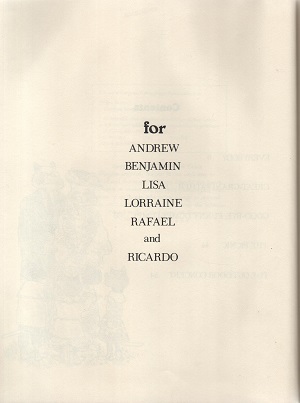 for
ANDREW
BENJAMIN
LISA
LORRAINE
RAFAEL
and
RICARDO